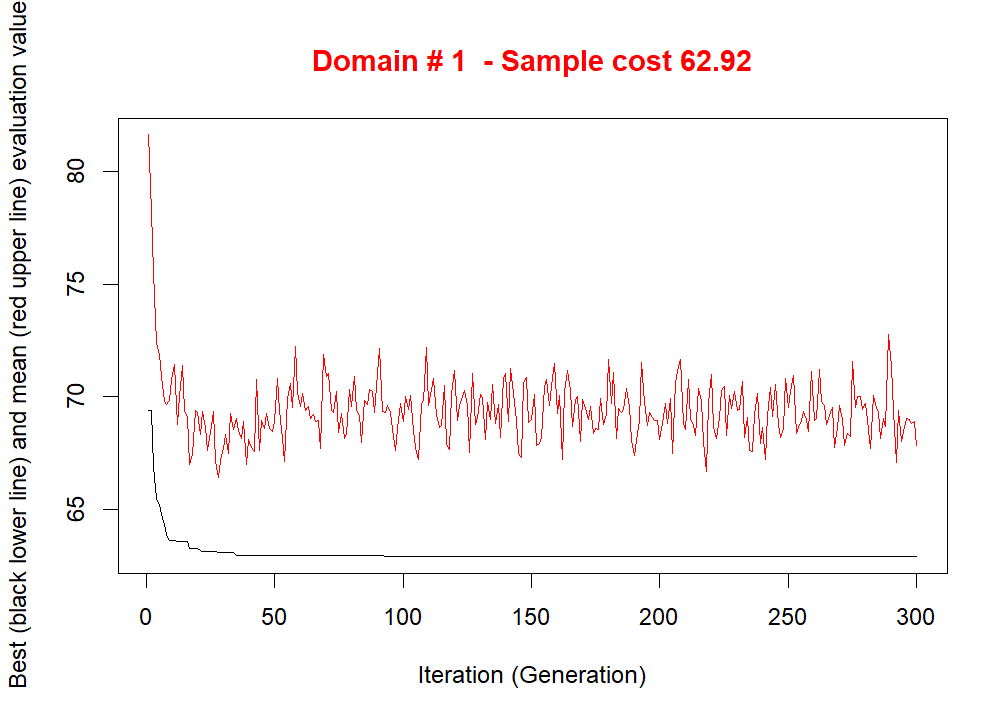 Domain # 1  - Sample cost 62.92
Best (black lower line) and mean (red upper line) evaluation value
80
75
70
65
0 50 100 150 200 250 300
Iteration (Generation)